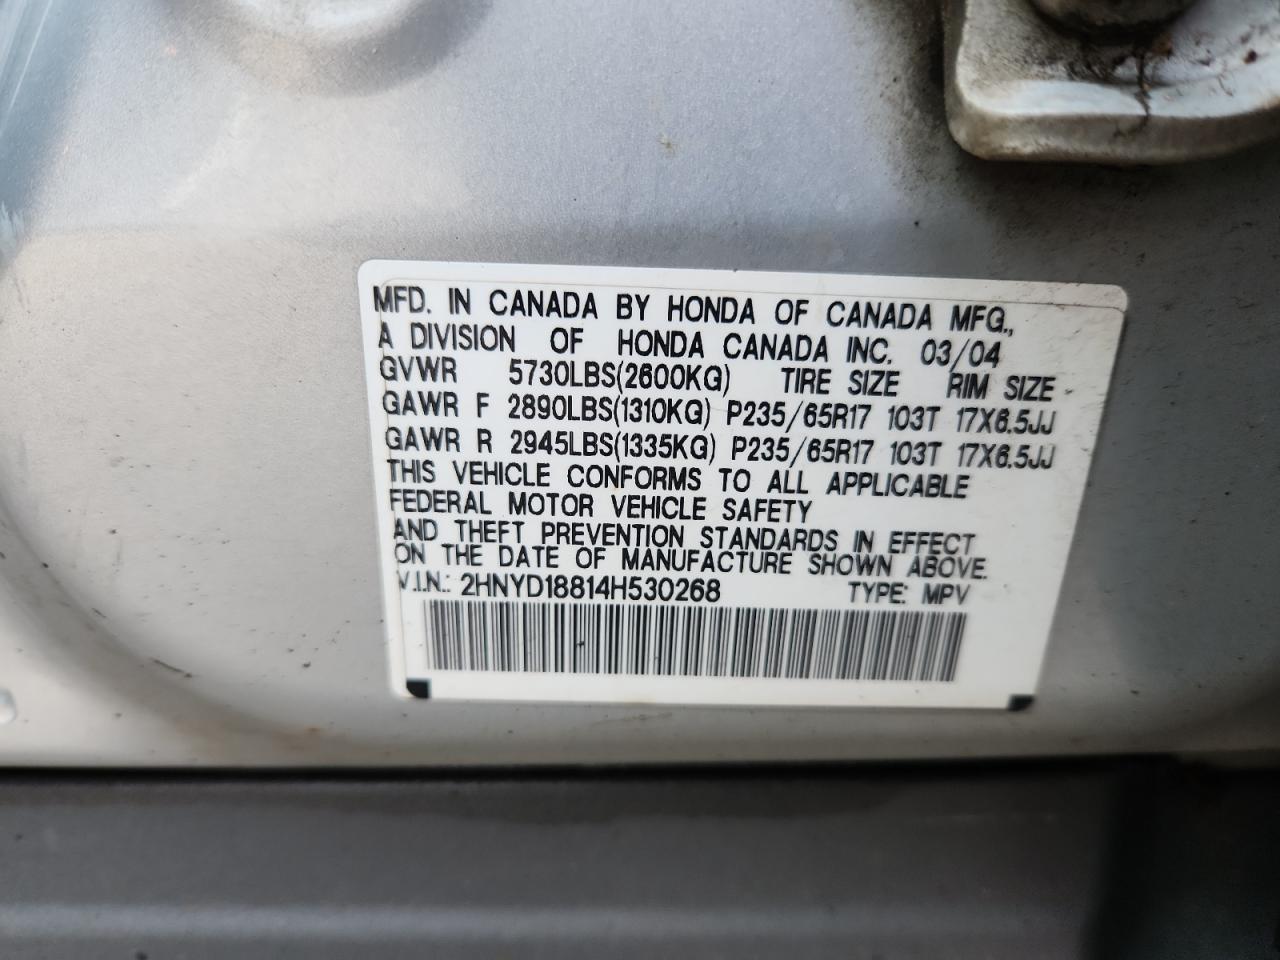 MFD. IN CANADA BY HONDA OF CANADA MFG.,
A DIVISION OF HONDA CANADA INC. 03/04
GVWR 5730LBS(2600KG) TIRE SIZE RIM SIZE
GAWR F 2890LBS(1310KG) P235/65R17 103T 17X6.5JJ
GAWR R 2945LBS(1335KG) P235/65R17 103T 17X6.5JJ
THIS VEHICLE CONFORMS TO ALL APPLICABLE
FEDERAL MOTOR VEHICLE SAFETY
AND THEFT PREVENTION STANDARDS IN EFFECT
ON THE DATE OF MANUFACTURE SHOWN ABOVE.
V.I.N.: 2HNYD18814H530268 TYPE: MPV